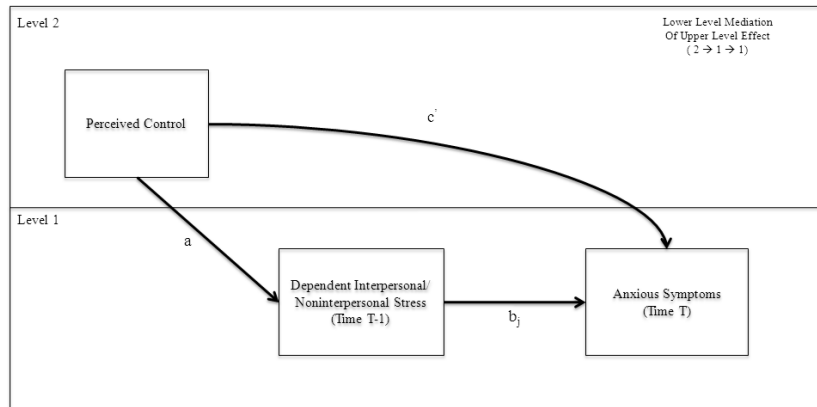 Level 2
Lower Level Mediation
Of Upper Level Effect
( 2 → 1 → 1)
Perceived Control
c'
Level 1
a
Dependent Interpersonal/
Noninterpersonal Stress
(Time T-1)
b_j
Anxious Symptoms
(Time T)